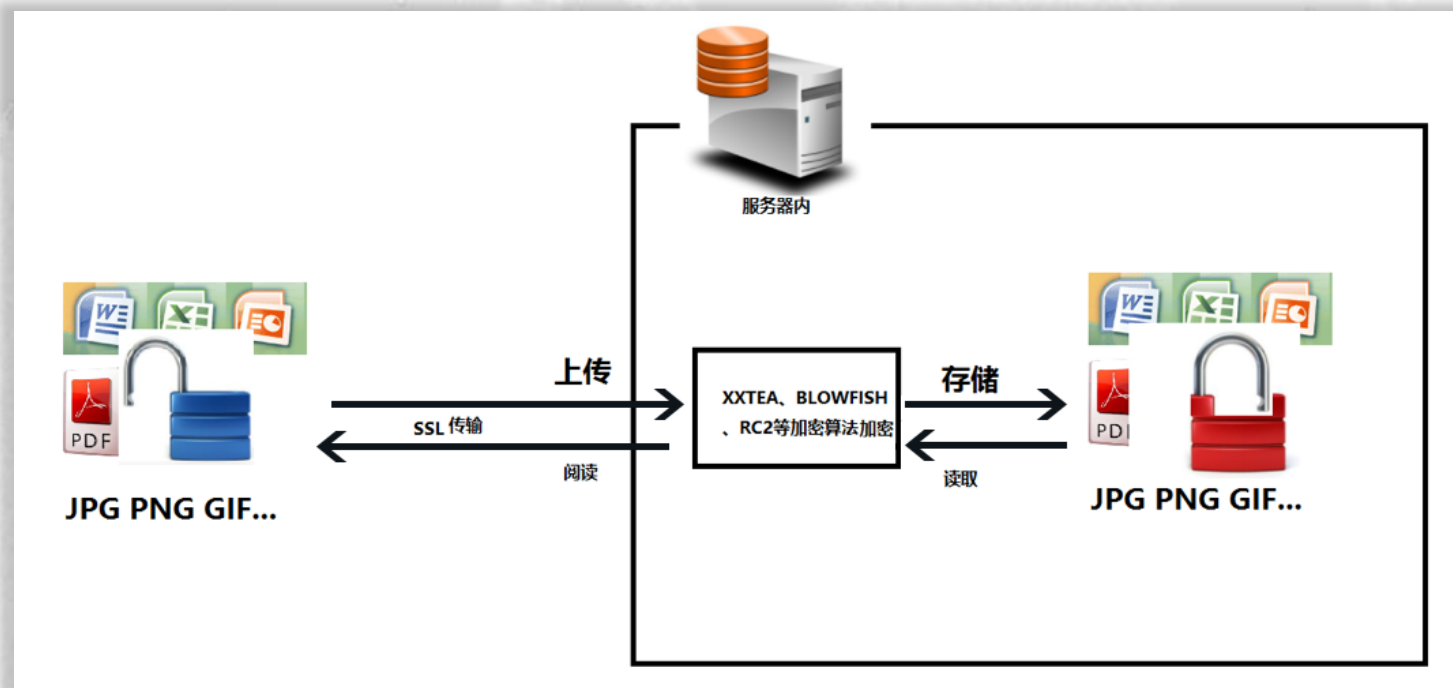 服务器内
PDF
JPG PNG GIF...
上传
SSL 传输
阅读
XXTEA、BLOWFISH
、RC2等加密算法加密
存储
读取
PD
JPG PNG GIF...